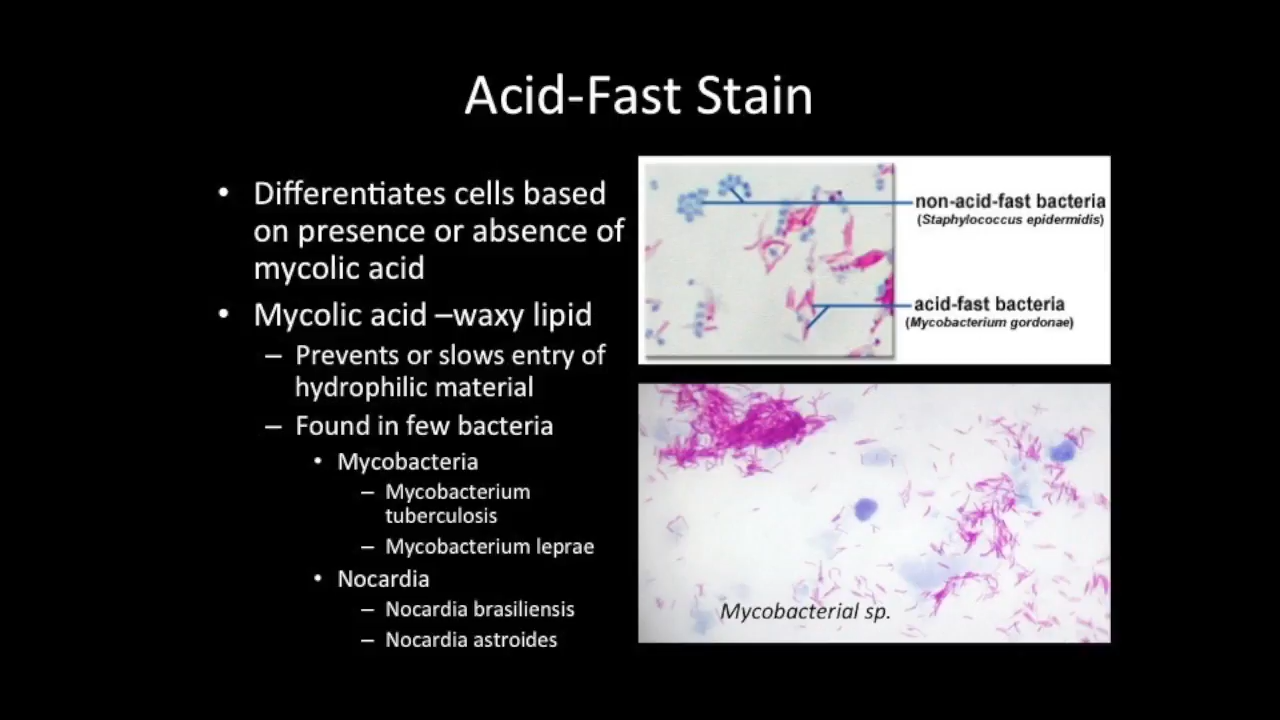 Acid-Fast Stain
• Differentiates cells based
on presence or absence of
mycolic acid
• Mycolic acid –waxy lipid
– Prevents or slows entry of
hydrophilic material
– Found in few bacteria
• Mycobacteria
– Mycobacterium
tuberculosis
– Mycobacterium leprae
• Nocardia
– Nocardia brasiliensis
– Nocardia astroides
non-acid-fast bacteria
(Staphylococcus epidermidis)
acid-fast bacteria
(Mycobacterium gordonae)
Mycobacterial sp.